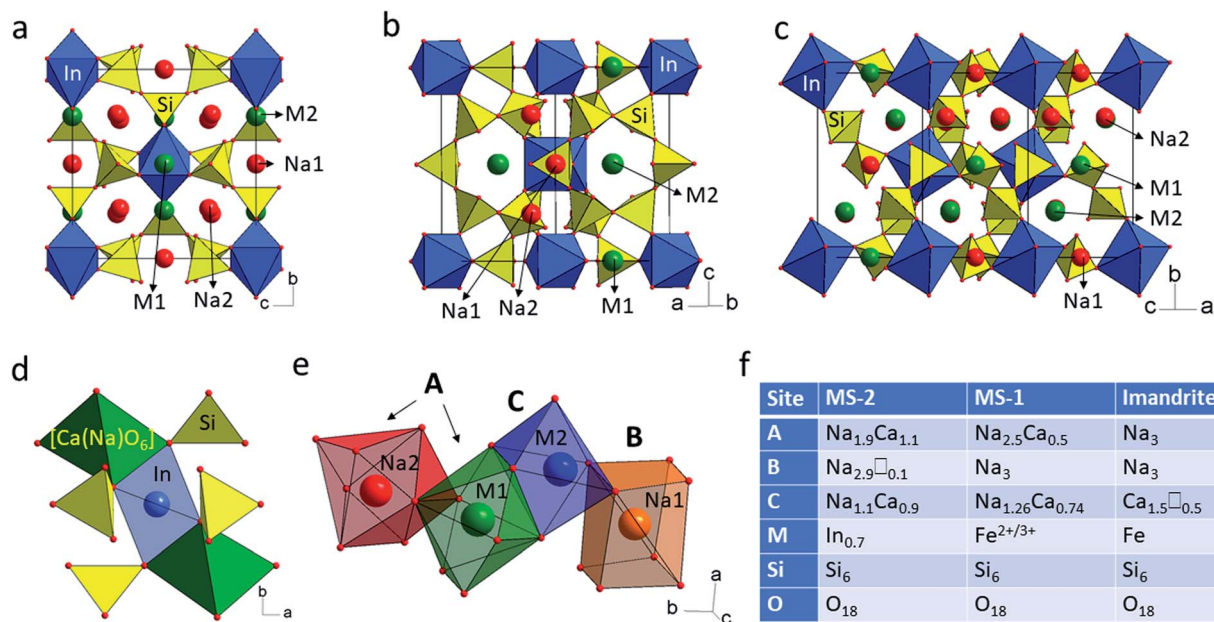 a
In
Si
M2
Na1
M1
Na2
b
c
b
In
Si
M2
Na1
Na2
M1
c
a
b
c
In
Si
Na2
M1
M2
Na1
b
c
a
d
[Ca(Na)O₆]
Si
In
b
a
e
A
C
B
Na2
M1
M2
Na1
a
b
c
f
Site MS-2 MS-1 Imandrite
A Na₁.₉Ca₁.₁ Na₂.₅Ca₀.₅ Na₃
B Na₂.₉□₀.₁ Na₃ Na₃
C Na₁.₁Ca₀.₉ Na₁.₂₆Ca₀.₇₄ Ca₁.₅□₀.₅
M In₀.₇ Fe²⁺/³⁺ Fe
Si Si₆ Si₆ Si₆
O O₁₈ O₁₈ O₁₈